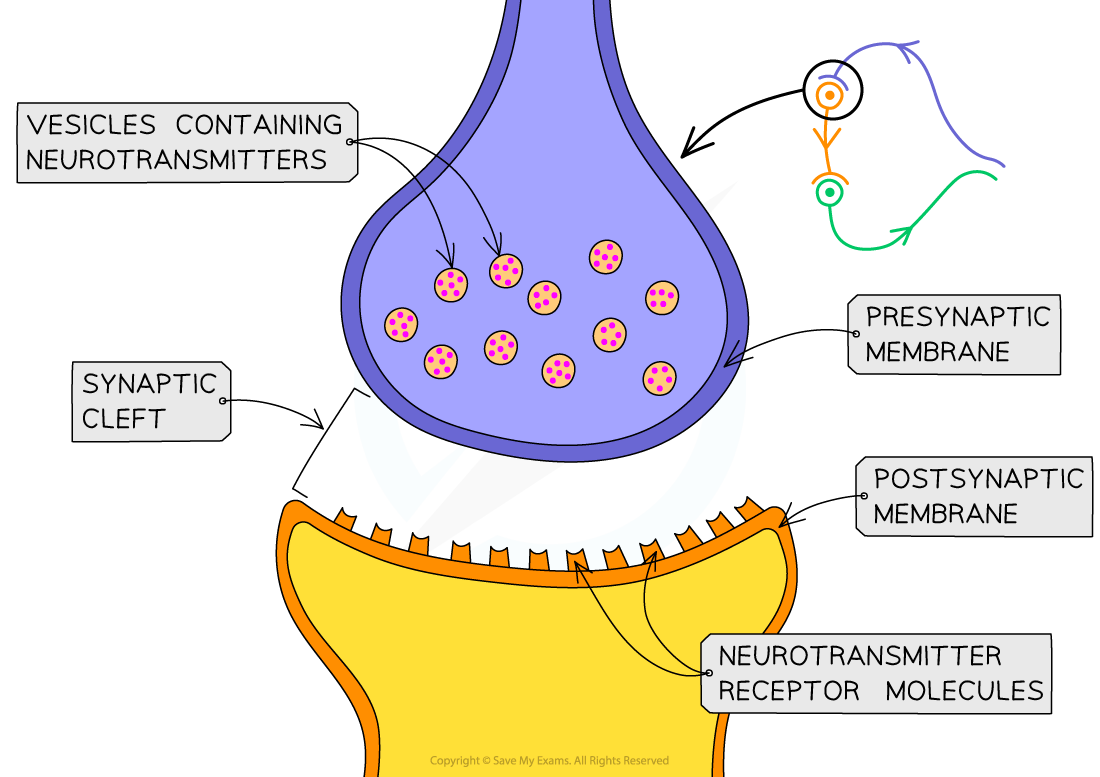 VESICLES CONTAINING
NEUROTRANSMITTERS
PRESYNAPTIC
MEMBRANE
SYNAPTIC
CLEFT
POSTSYNAPTIC
MEMBRANE
NEUROTRANSMITTER
RECEPTOR MOLECULES
Copyright © Save My Exams. All Rights Reserved